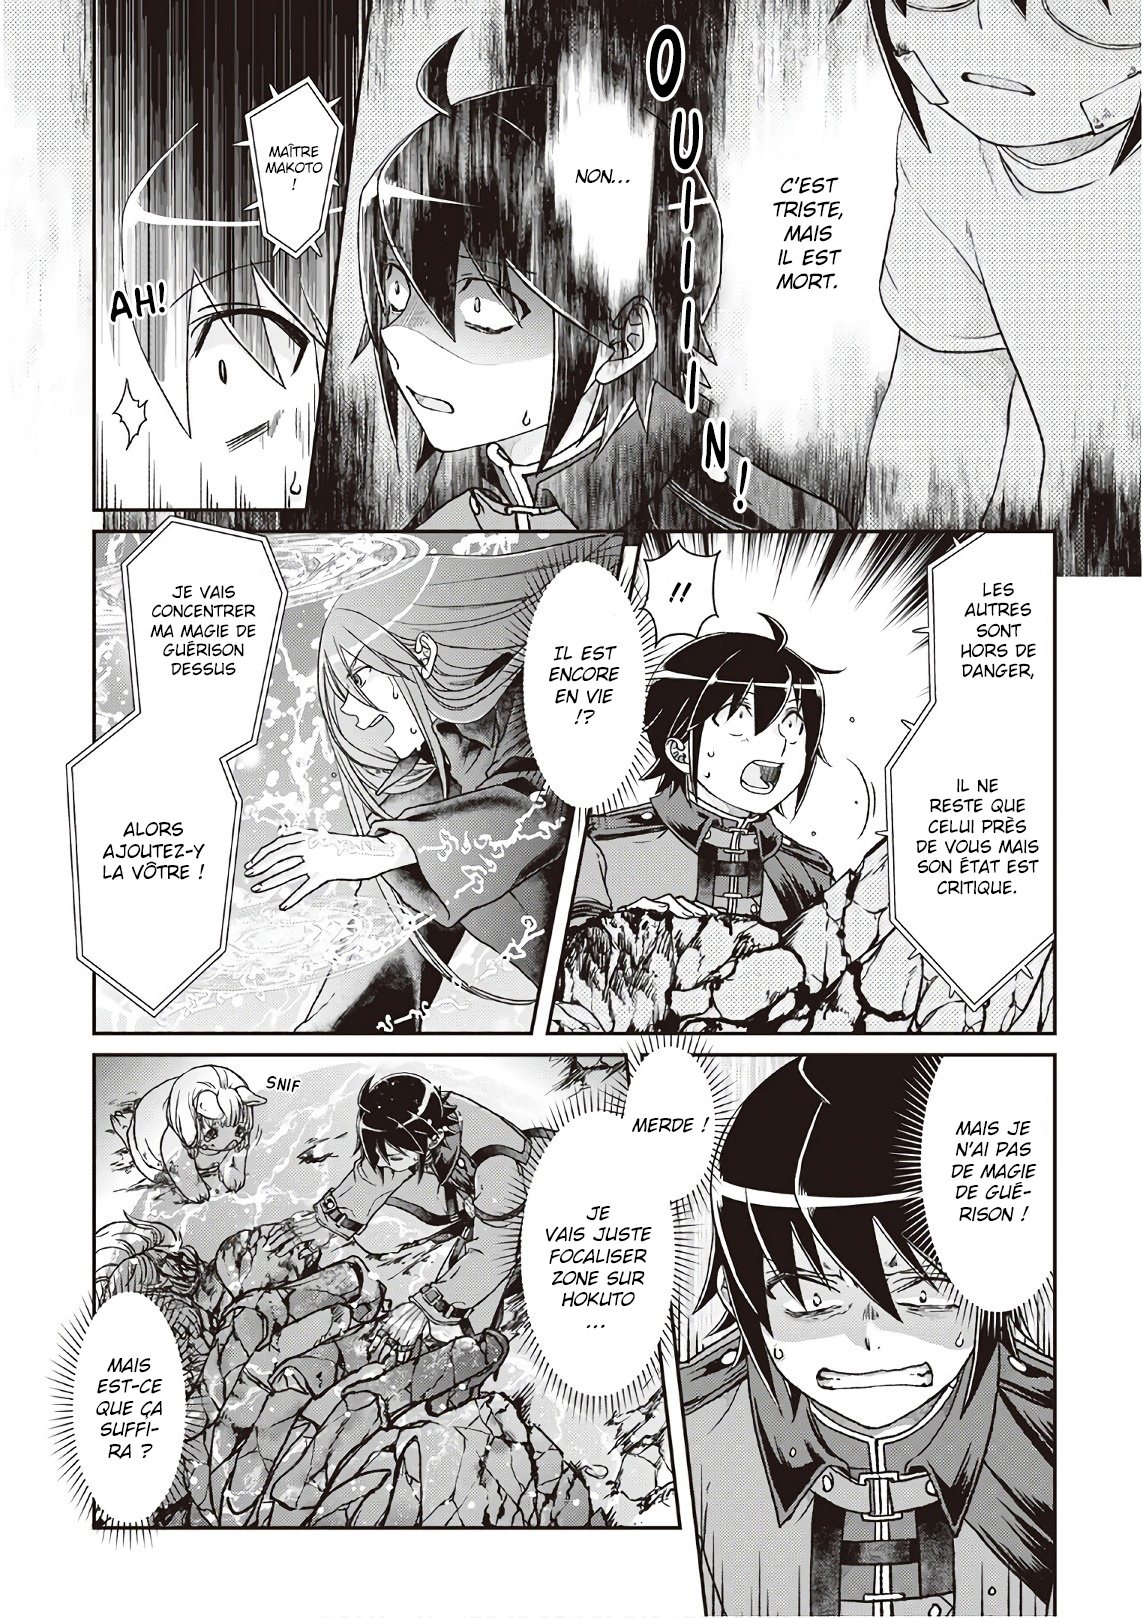 C'EST
TRISTE,
MAIS
IL EST
MORT.
OUIIIIN!
NON...
MAÎTRE
MAKOTO
!
AH!
LES
AUTRES
SONT
HORS DE
DANGER,
IL NE
RESTE QUE
CELUI PRÈS
DE VOUS MAIS
SON ÉTAT EST
CRITIQUE.
!!
IL EST
ENCORE
EN VIE
!?
JE VAIS
CONCENTRER
MA MAGIE DE
GUÉRISON
DESSUS
ALORS
AJOUTEZ-Y
LA VÔTRE !
MAIS JE
N'AI PAS
DE MAGIE
DE GUÉ-
RISON !
MERDE !
JE
VAIS JUSTE
FOCALISER
ZONE SUR
HOKUTO
...
SNIF
MAIS
EST-CE
QUE ÇA
SUFFI-
RA ?